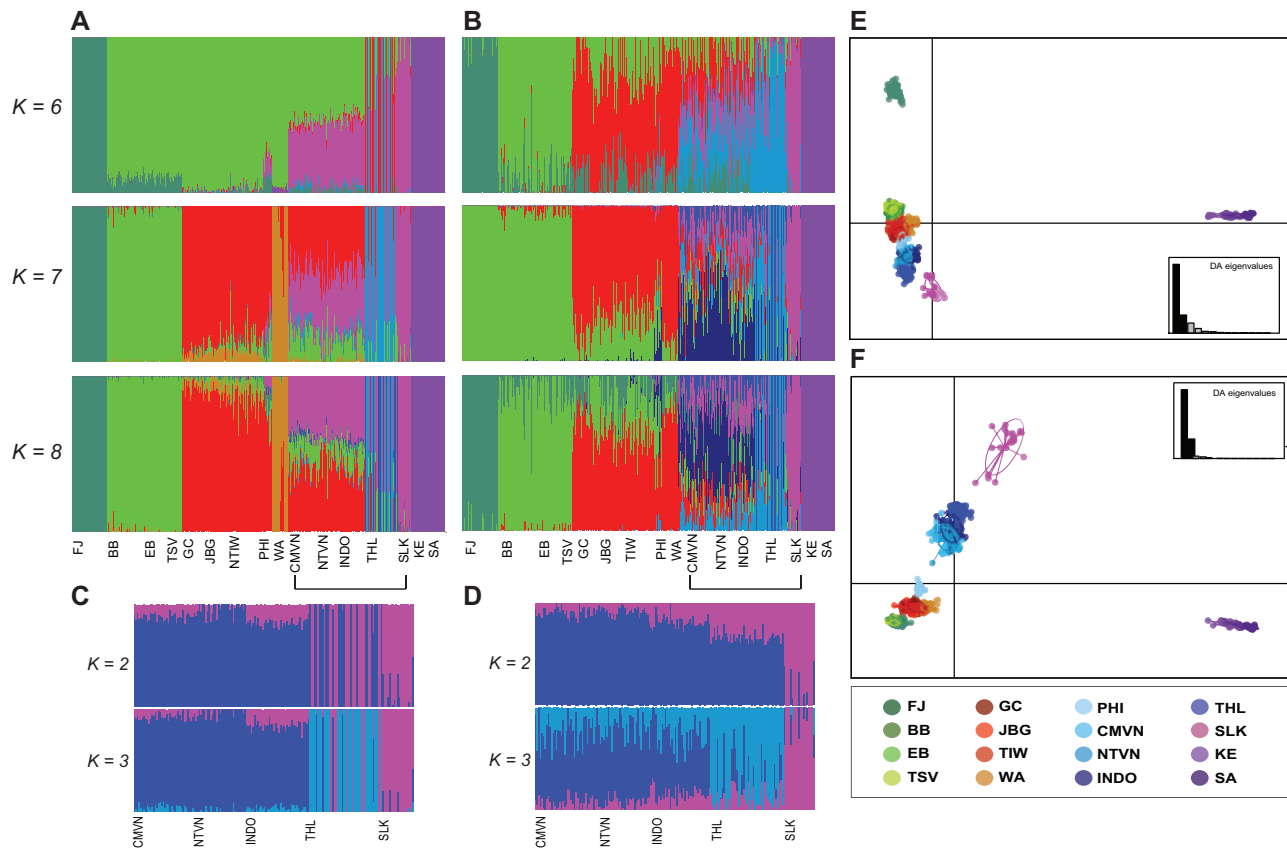 A
B
E
K = 6
K = 7
K = 8
FJ
BB
EB
TSV
GC
JBG
NTIW
PHI
WA
CMVN
NTVN
INDO
THL
SLK
KE
SA
FJ
BB
EB
TSV
GC
JBG
TIW
PHI
WA
CMVN
NTVN
INDO
THL
SLK
KE
SA
DA eigenvalues
F
DA eigenvalues
C
D
K = 2
K = 3
CMVN
NTVN
INDO
THL
SLK
K = 2
K = 3
CMVN
NTVN
INDO
THL
SLK
FJ GC PHI THL
BB JBG CMVN SLK
EB TIW NTVN KE
TSV WA INDO SA